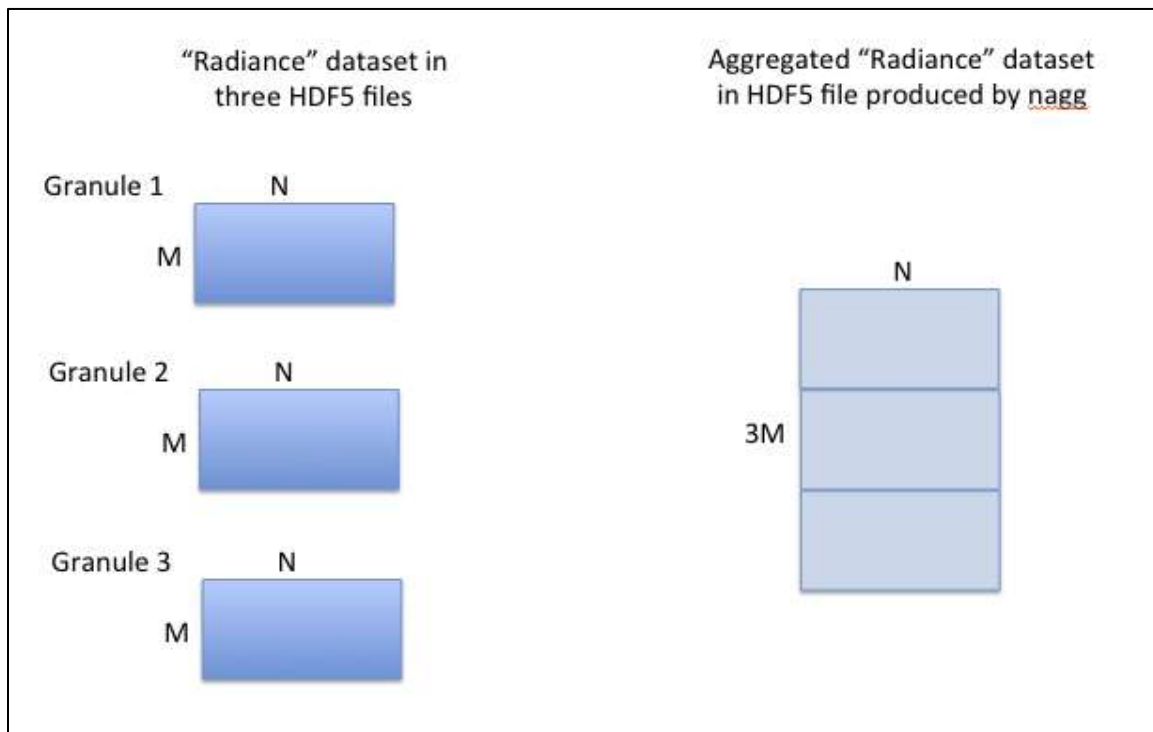 “Radiance” dataset in
three HDF5 files
Granule 1
N
M
Granule 2
N
M
Granule 3
N
M
Aggregated “Radiance” dataset
in HDF5 file produced by nagg
N
3M